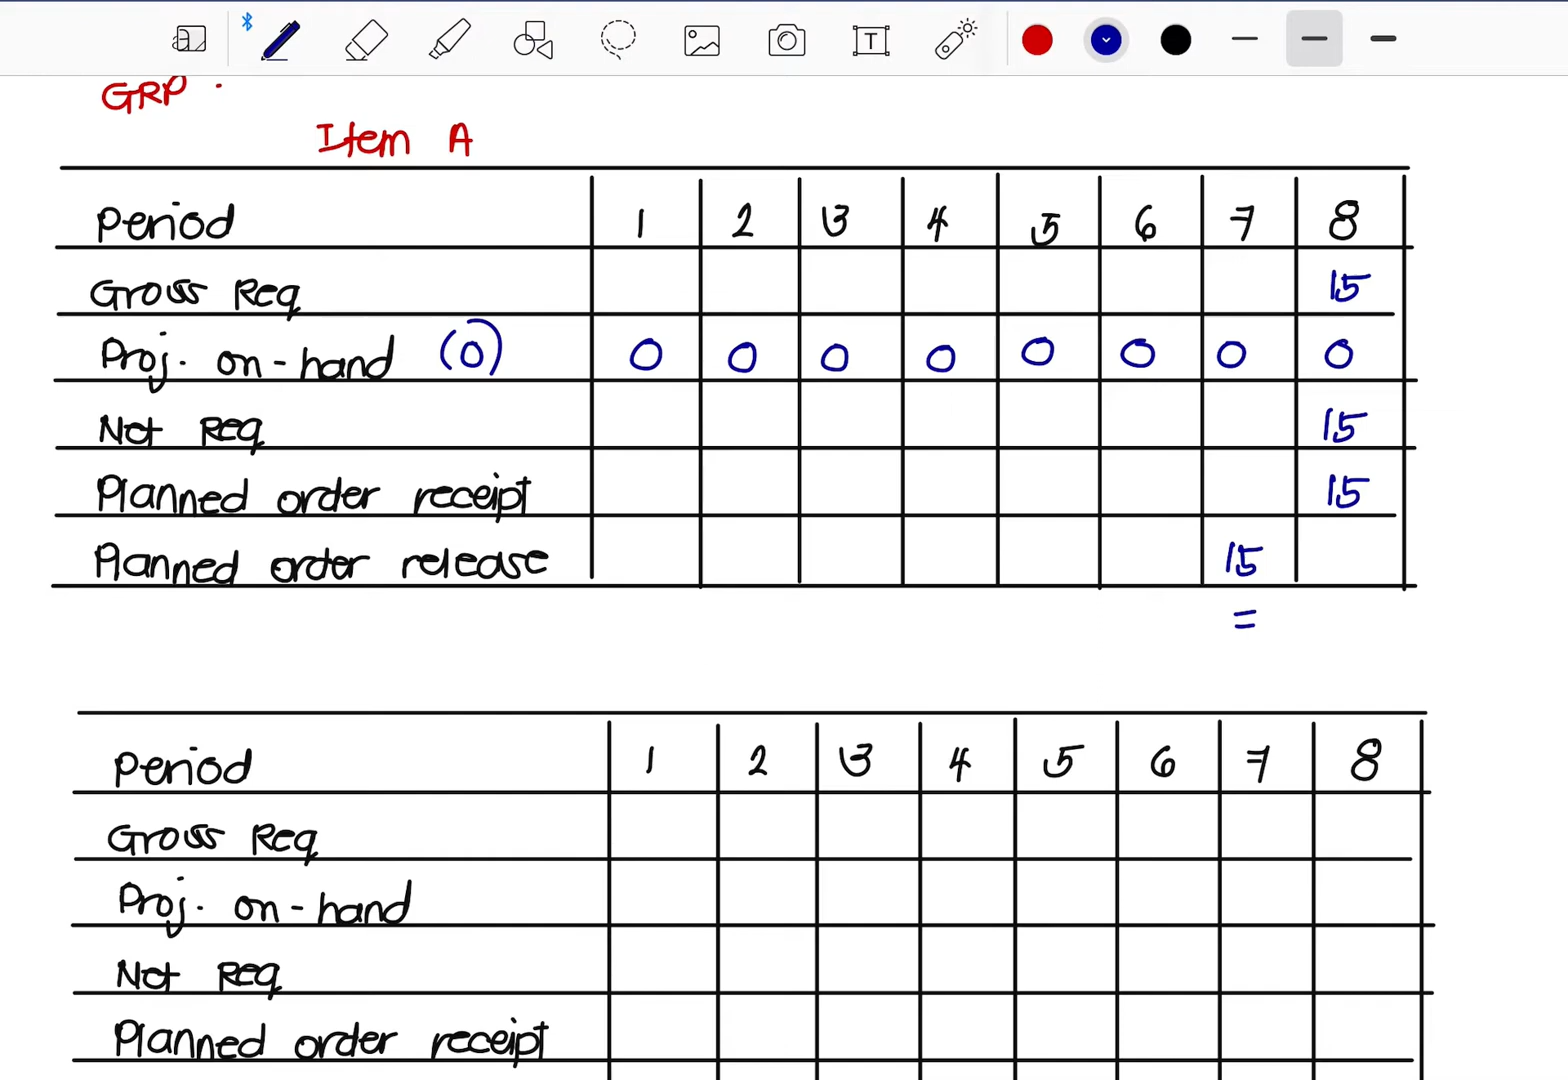 GRP.
Item A
Period 1 2 3 4 5 6 7 8
Gross Req 15
Proj. on-hand (0) 0 0 0 0 0 0 0 0
Net Req 15
Planned order receipt 15
Planned order release 15
=
Period 1 2 3 4 5 6 7 8
Gross Req
Proj. on-hand
Net Req
Planned order receipt